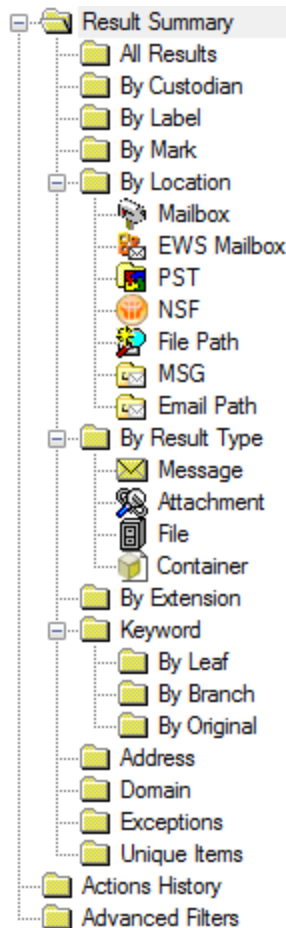 Result Summary
All Results
By Custodian
By Label
By Mark
By Location
Mailbox
EWS Mailbox
PST
NSF
File Path
MSG
Email Path
By Result Type
Message
Attachment
File
Container
By Extension
Keyword
By Leaf
By Branch
By Original
Address
Domain
Exceptions
Unique Items
Actions History
Advanced Filters